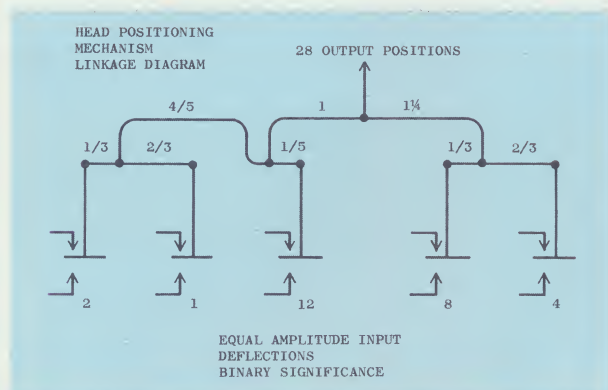 HEAD POSITIONING
MECHANISM
LINKAGE DIAGRAM
28 OUTPUT POSITIONS
4/5
1
1¼
1/3
2/3
1/5
1/3
2/3
2
1
12
8
4
EQUAL AMPLITUDE INPUT
DEFLECTIONS
BINARY SIGNIFICANCE